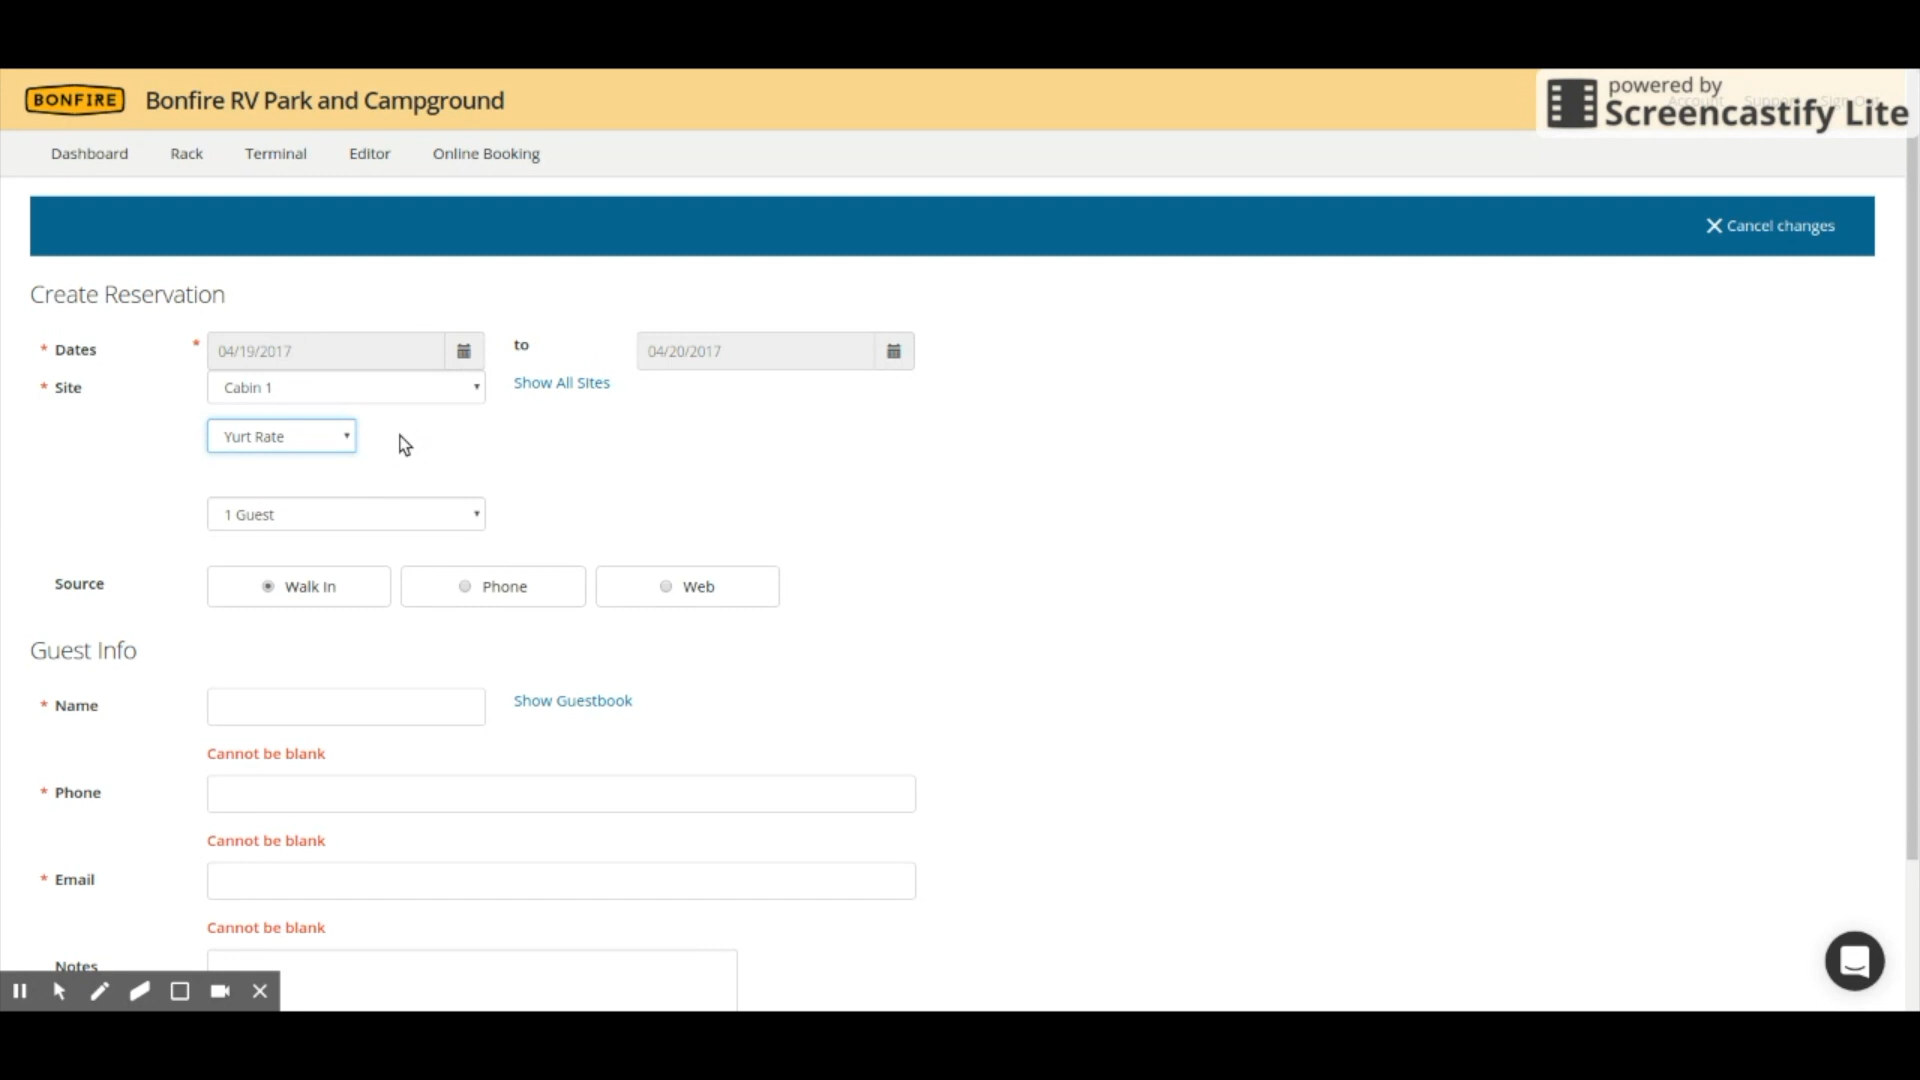 BONFIRE Bonfire RV Park and Campground
powered by
Screencastify Lite
Dashboard Rack Terminal Editor Online Booking
Cancel changes
Create Reservation
* Dates * 04/19/2017 to 04/20/2017
* Site Cabin 1 Show All Sites
Yurt Rate
1 Guest
Source Walk In Phone Web
Guest Info
* Name Show Guestbook
Cannot be blank
* Phone
Cannot be blank
* Email
Cannot be blank
Notes